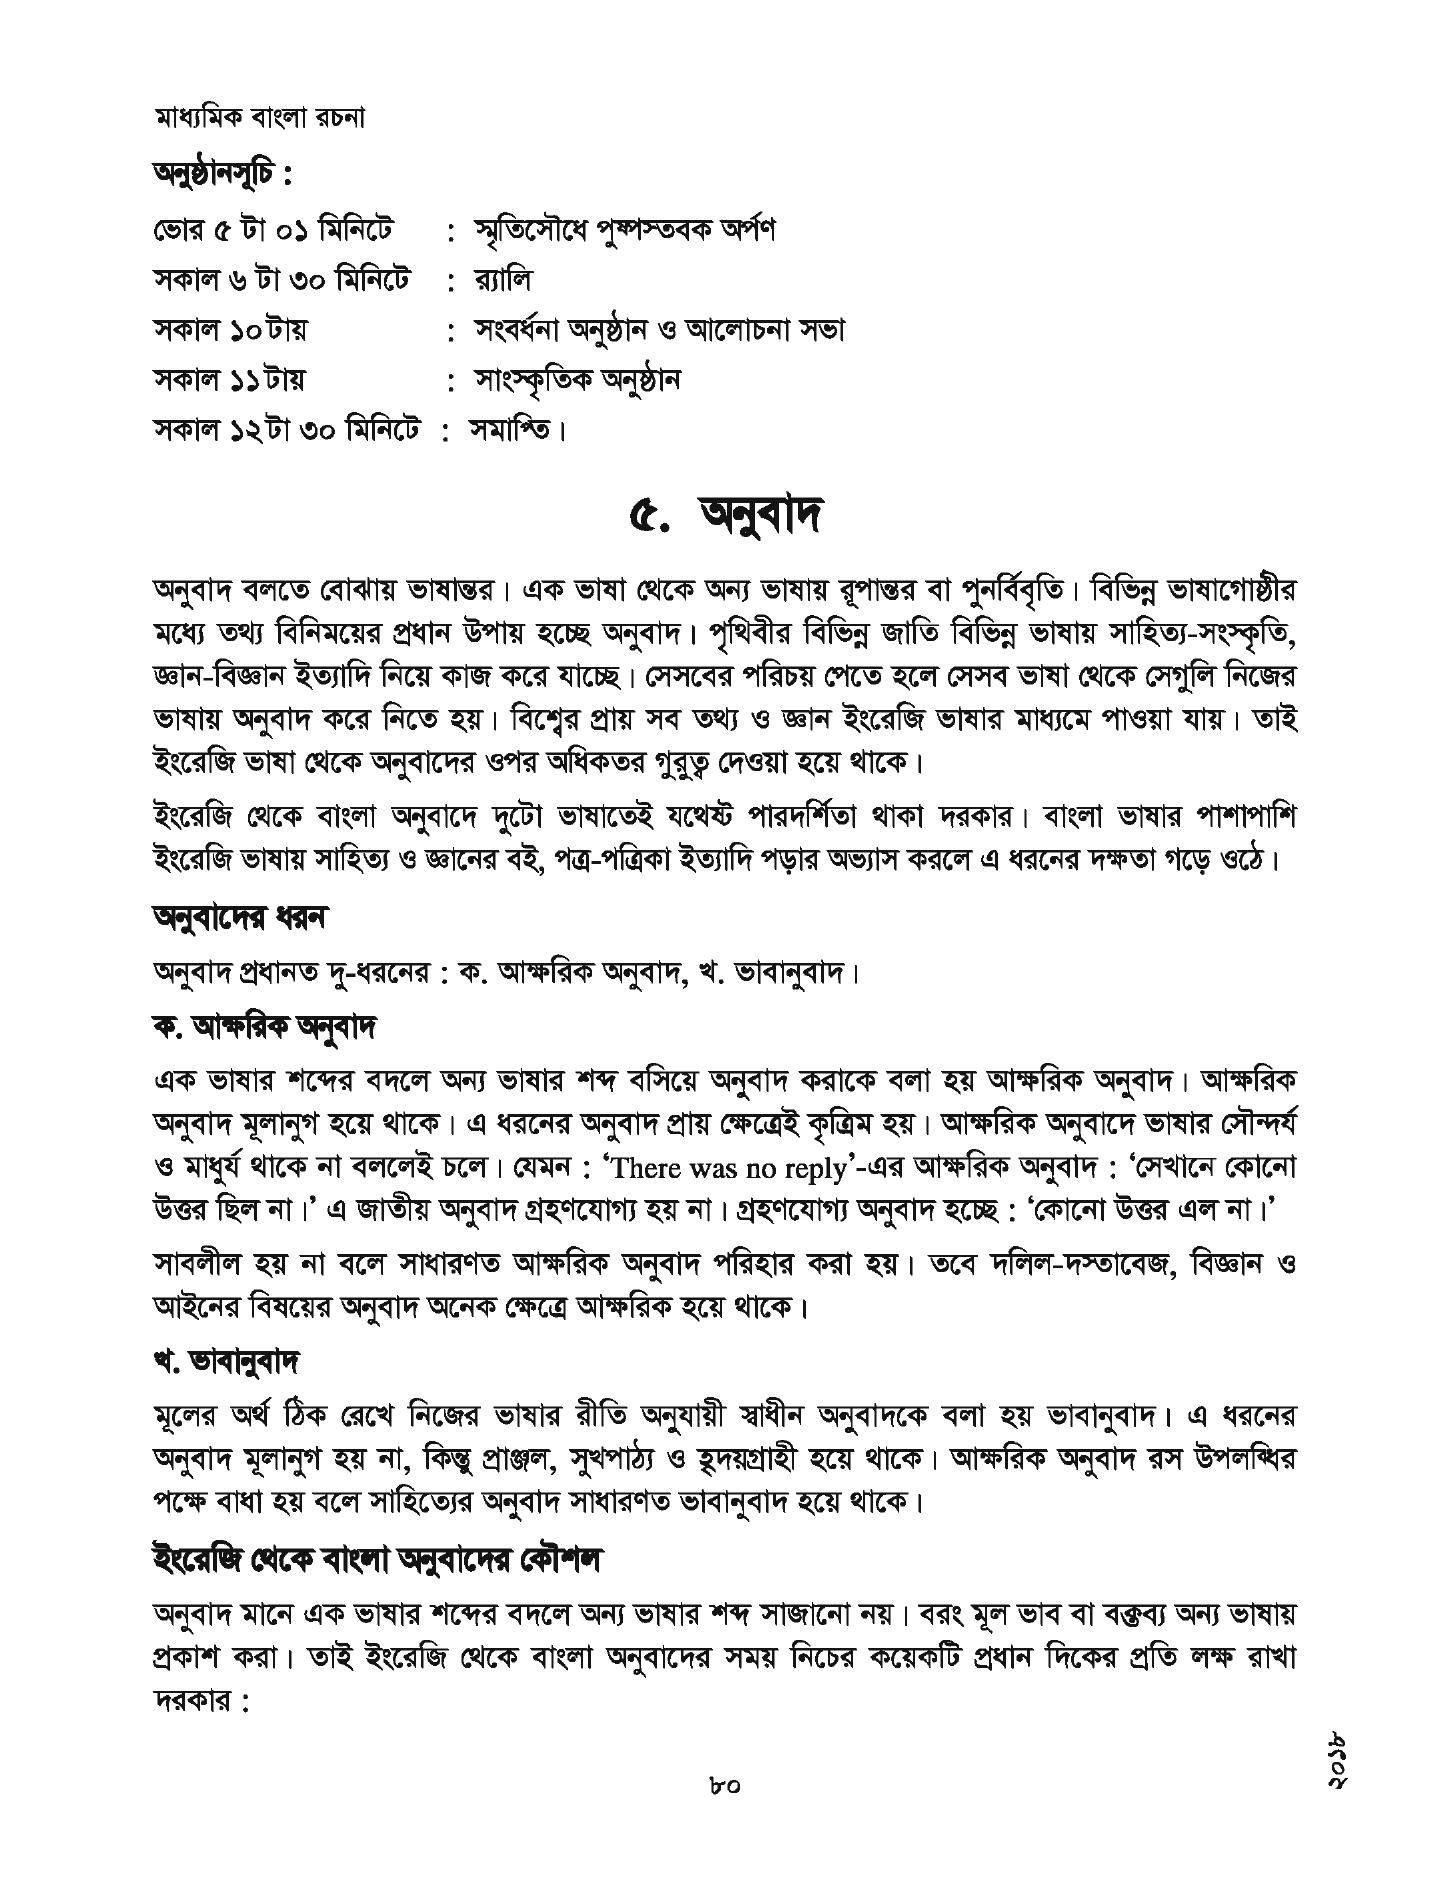 মাধ্যমিক বাংলা রচনা
অনুষ্ঠানসূচি :
ভোর ৫ টা ০১ মিনিটে : স্মৃতিসৌধে পুষ্পস্তবক অর্পণ
সকাল ৬ টা ৩০ মিনিটে : র‍্যালি
সকাল ১০টায় : সংবর্ধনা অনুষ্ঠান ও আলোচনা সভা
সকাল ১১টায় : সাংস্কৃতিক অনুষ্ঠান
সকাল ১২টা ৩০ মিনিটে : সমাপ্তি।
৫. অনুবাদ
অনুবাদ বলতে বোঝায় ভাষান্তর। এক ভাষা থেকে অন্য ভাষায় রূপান্তর বা পুনর্বিবৃতি। বিভিন্ন ভাষাগোষ্ঠীর
মধ্যে তথ্য বিনিময়ের প্রধান উপায় হচ্ছে অনুবাদ। পৃথিবীর বিভিন্ন জাতি বিভিন্ন ভাষায় সাহিত্য-সংস্কৃতি,
জ্ঞান-বিজ্ঞান ইত্যাদি নিয়ে কাজ করে যাচ্ছে। সেসবের পরিচয় পেতে হলে সেসব ভাষা থেকে সেগুলি নিজের
ভাষায় অনুবাদ করে নিতে হয়। বিশ্বের প্রায় সব তথ্য ও জ্ঞান ইংরেজি ভাষার মাধ্যমে পাওয়া যায়। তাই
ইংরেজি ভাষা থেকে অনুবাদের ওপর অধিকতর গুরুত্ব দেওয়া হয়ে থাকে।
ইংরেজি থেকে বাংলা অনুবাদে দুটো ভাষাতেই যথেষ্ট পারদর্শিতা থাকা দরকার। বাংলা ভাষার পাশাপাশি
ইংরেজি ভাষায় সাহিত্য ও জ্ঞানের বই, পত্র-পত্রিকা ইত্যাদি পড়ার অভ্যাস করলে এ ধরনের দক্ষতা গড়ে ওঠে।
অনুবাদের ধরন
অনুবাদ প্রধানত দু-ধরনের : ক. আক্ষরিক অনুবাদ, খ. ভাবানুবাদ।
ক. আক্ষরিক অনুবাদ
এক ভাষার শব্দের বদলে অন্য ভাষার শব্দ বসিয়ে অনুবাদ করাকে বলা হয় আক্ষরিক অনুবাদ। আক্ষরিক
অনুবাদ মূলানুগ হয়ে থাকে। এ ধরনের অনুবাদ প্রায় ক্ষেত্রেই কৃত্রিম হয়। আক্ষরিক অনুবাদে ভাষার সৌন্দর্য
ও মাধুর্য থাকে না বললেই চলে। যেমন : ‘There was no reply’-এর আক্ষরিক অনুবাদ : ‘সেখানে কোনো
উত্তর ছিল না।’ এ জাতীয় অনুবাদ গ্রহণযোগ্য হয় না। গ্রহণযোগ্য অনুবাদ হচ্ছে : ‘কোনো উত্তর এল না।’
সাবলীল হয় না বলে সাধারণত আক্ষরিক অনুবাদ পরিহার করা হয়। তবে দলিল-দস্তাবেজ, বিজ্ঞান ও
আইনের বিষয়ের অনুবাদ অনেক ক্ষেত্রে আক্ষরিক হয়ে থাকে।
খ. ভাবানুবাদ
মূলের অর্থ ঠিক রেখে নিজের ভাষার রীতি অনুযায়ী স্বাধীন অনুবাদকে বলা হয় ভাবানুবাদ। এ ধরনের
অনুবাদ মূলানুগ হয় না, কিন্তু প্রাঞ্জল, সুখপাঠ্য ও হৃদয়গ্রাহী হয়ে থাকে। আক্ষরিক অনুবাদ রস উপলব্ধির
পক্ষে বাধা হয় বলে সাহিত্যের অনুবাদ সাধারণত ভাবানুবাদ হয়ে থাকে।
ইংরেজি থেকে বাংলা অনুবাদের কৌশল
অনুবাদ মানে এক ভাষার শব্দের বদলে অন্য ভাষার শব্দ সাজানো নয়। বরং মূল ভাব বা বক্তব্য অন্য ভাষায়
প্রকাশ করা। তাই ইংরেজি থেকে বাংলা অনুবাদের সময় নিচের কয়েকটি প্রধান দিকের প্রতি লক্ষ রাখা
দরকার :
৮০
২০১৮